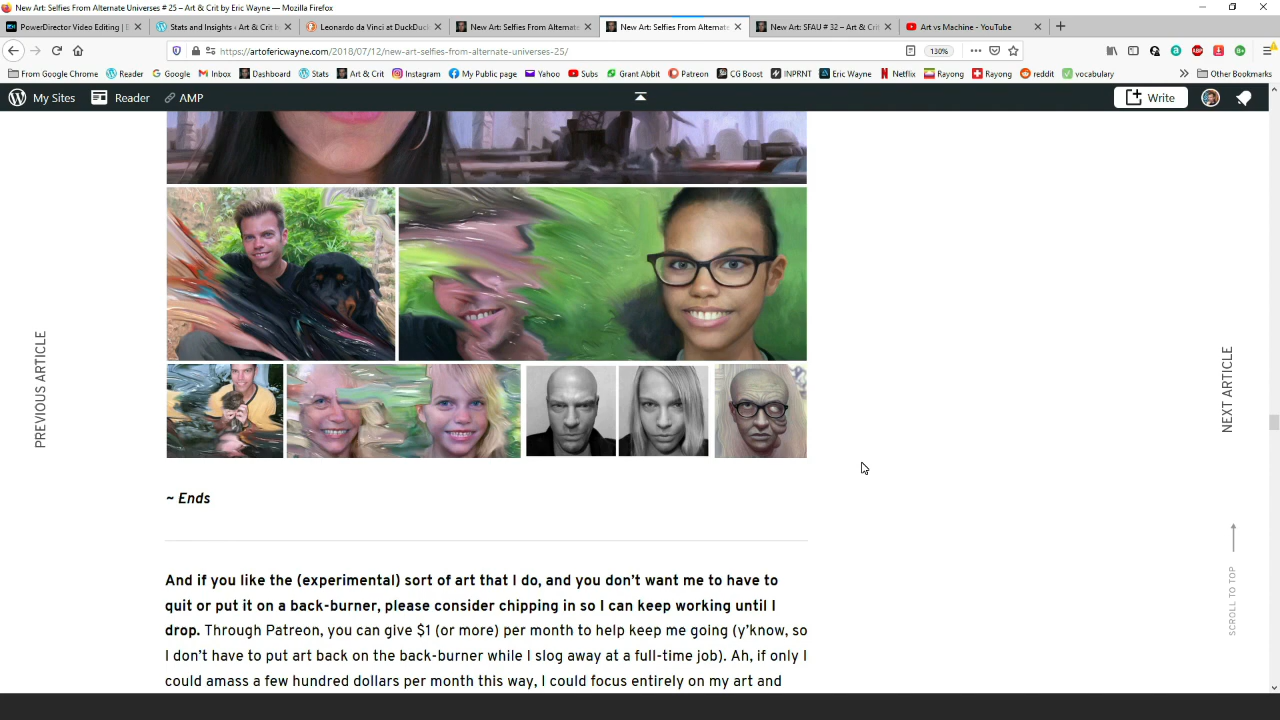 New Art: Selfies From Alternate Universes # 25 – Art & Crit by Eric Wayne — Mozilla Firefox
PowerDirector Video Editing | B
Stats and Insights ‹ Art & Crit b
Leonardo da Vinci at DuckDuck
New Art: Selfies From Alternate
New Art: Selfies From Alternate
New Art: SFAU # 32 – Art & Crit
Art vs Machine - YouTube
https://artofericwayne.com/2018/07/12/new-art-selfies-from-alternate-universes-25/
130%
From Google Chrome Reader Google Inbox Dashboard Stats Art & Crit Instagram My Public page Yahoo Subs Grant Abbit Patreon CG Boost INPRNT Eric Wayne Netflix Rayong Rayong reddit vocabulary Other Bookmarks
My Sites Reader AMP Write
PREVIOUS ARTICLE
NEXT ARTICLE
~ Ends
SCROLL TO TOP
And if you like the (experimental) sort of art that I do, and you don't want me to have to
quit or put it on a back-burner, please consider chipping in so I can keep working until I
drop. Through Patreon, you can give $1 (or more) per month to help keep me going (y'know, so
I don't have to put art back on the back-burner while I slog away at a full-time job). Ah, if only I
could amass a few hundred dollars per month this way, I could focus entirely on my art and